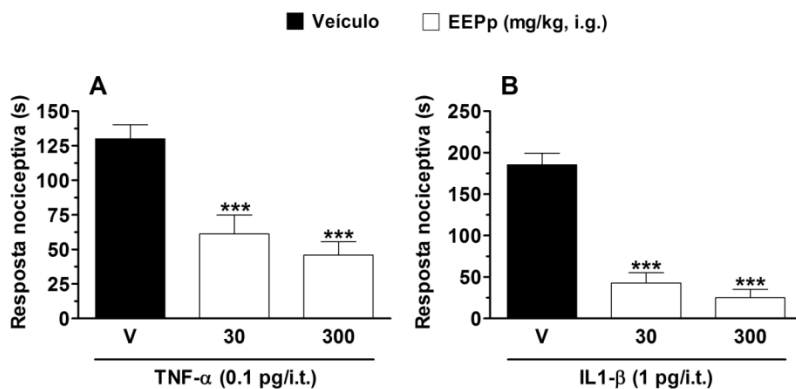 Veículo
EEPp (mg/kg, i.g.)
A
Resposta nociceptiva (s)
150
125
100
75
50
25
0
***
***
V
30
300
TNF-α (0.1 pg/i.t.)
B
Resposta nociceptiva (s)
250
200
150
100
50
0
***
***
V
30
300
IL1-β (1 pg/i.t.)